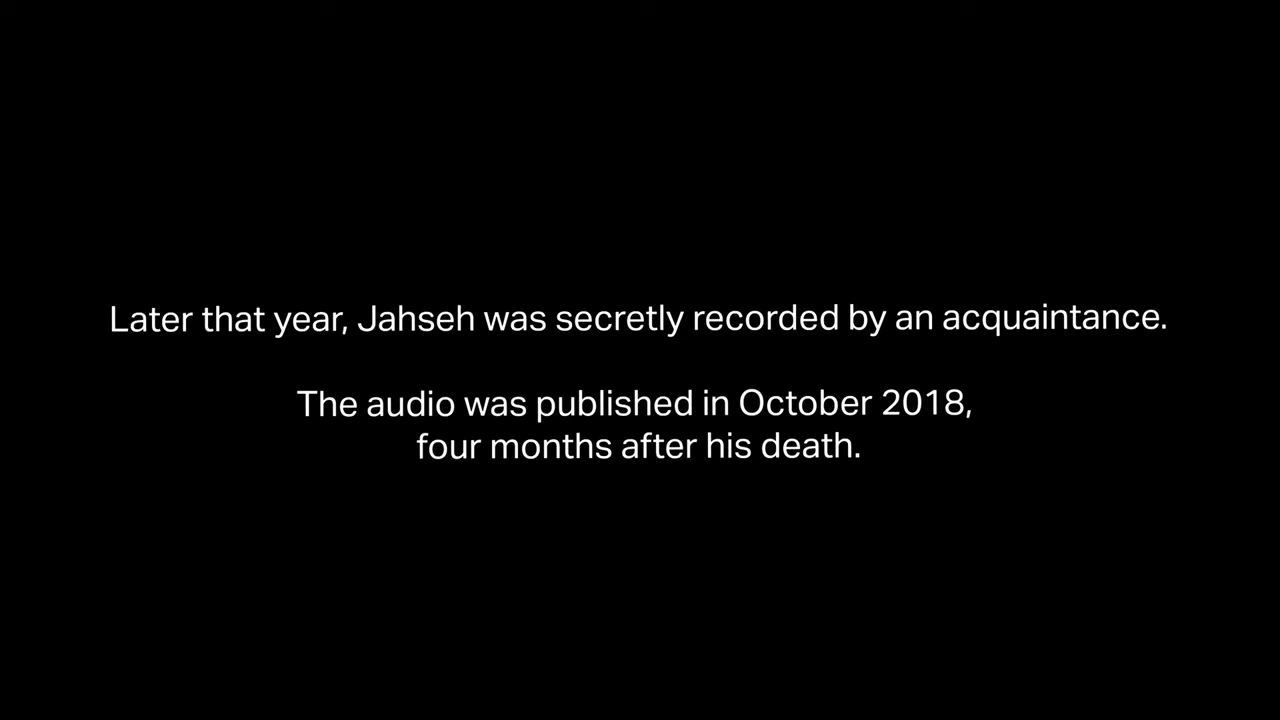 Later that year, Jahseh was secretly recorded by an acquaintance.
The audio was published in October 2018,
four months after his death.